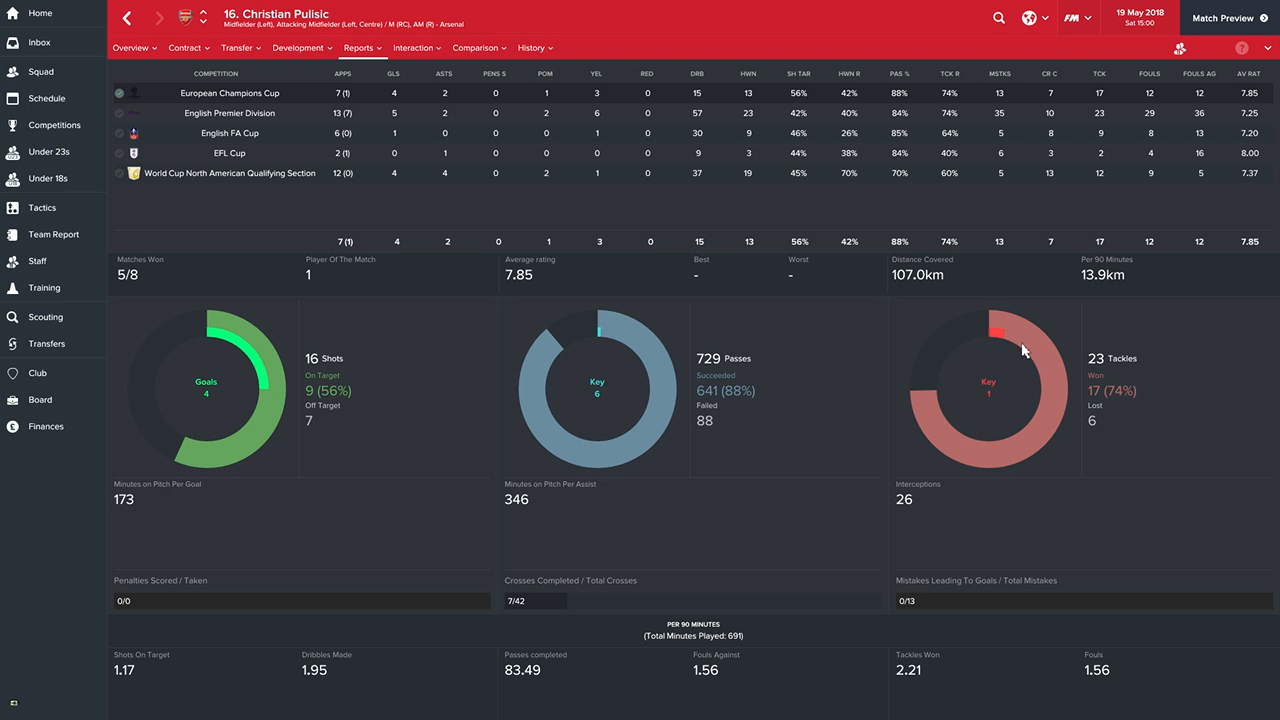 Home
Inbox
Squad
Schedule
Competitions
Under 23s
Under 18s
Tactics
Team Report
Staff
Training
Scouting
Transfers
Club
Board
Finances
16. Christian Pulisic
Midfielder (Left), Attacking Midfielder (Left, Centre) / M (RC), AM (R) - Arsenal
FM
19 May 2018
Sat 15:00
Match Preview
Overview Contract Transfer Development Reports Interaction Comparison History
COMPETITION APPS GLS ASTS PENS S POM YEL RED DRB HWN SH TAR HWN R PAS % TCK R MSTKS CR C TCK FOULS FOULS AG AV RAT
European Champions Cup 7 (1) 4 2 0 1 3 0 15 13 56% 42% 88% 74% 13 7 17 12 12 7.85
English Premier Division 13 (7) 5 2 0 2 6 0 57 23 42% 40% 84% 74% 35 10 23 29 36 7.25
English FA Cup 6 (0) 1 0 0 0 1 0 30 9 46% 26% 85% 64% 5 8 9 8 13 7.20
EFL Cup 2 (1) 0 1 0 0 0 0 9 3 44% 38% 84% 40% 6 3 2 4 16 8.00
World Cup North American Qualifying Section 12 (0) 4 4 0 2 1 0 37 19 45% 70% 70% 60% 5 13 12 9 5 7.37
7 (1) 4 2 0 1 3 0 15 13 56% 42% 88% 74% 13 7 17 12 12 7.85
Matches Won Player Of The Match Average rating Best Worst Distance Covered Per 90 Minutes
5/8 1 7.85 - - 107.0km 13.9km
Goals
4
16 Shots
On Target
9 (56%)
Off Target
7
Key
6
729 Passes
Succeeded
641 (88%)
Failed
88
Key
1
23 Tackles
Won
17 (74%)
Lost
6
Minutes on Pitch Per Goal Minutes on Pitch Per Assist Interceptions
173 346 26
Penalties Scored / Taken Crosses Completed / Total Crosses Mistakes Leading To Goals / Total Mistakes
0/0 7/42 0/13
PER 90 MINUTES
(Total Minutes Played: 691)
Shots On Target Dribbles Made Passes completed Fouls Against Tackles Won Fouls
1.17 1.95 83.49 1.56 2.21 1.56